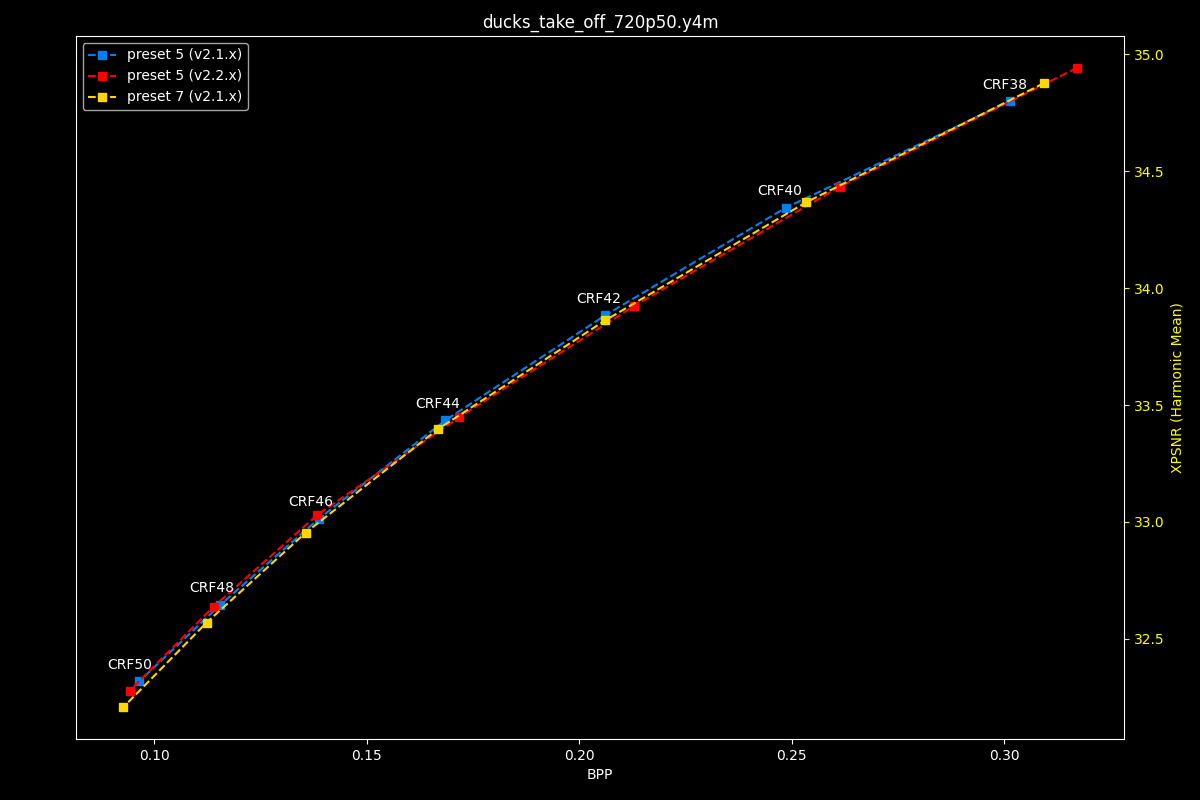 ducks_take_off_720p50.y4m
preset 5 (v2.1.x)
preset 5 (v2.2.x)
preset 7 (v2.1.x)
CRF38
CRF40
CRF42
CRF44
CRF46
CRF48
CRF50
35.0
34.5
34.0
33.5
33.0
32.5
XPSNR (Harmonic Mean)
0.10
0.15
0.20
0.25
0.30
BPP